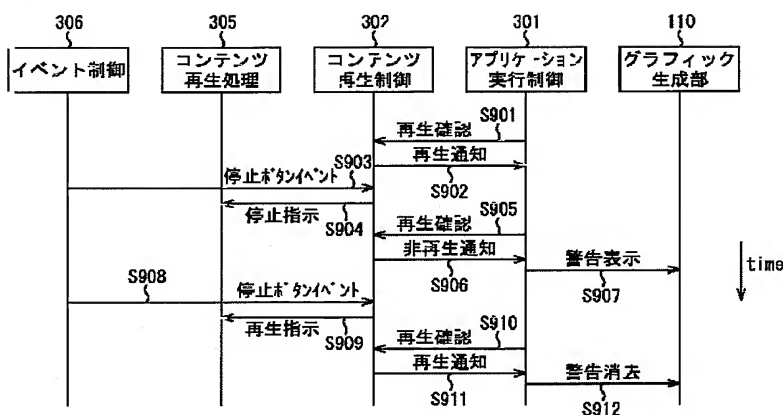 306
305
302
301
110
イベント制御
コンテンツ
再生処理
コンテンツ
再生制御
アプリケーション
実行制御
グラフィック
生成部
S901
再生確認
再生通知
S902
S903
停止ボタンイベント
停止指示
S904
S905
再生確認
非再生通知
S906
警告表示
S907
time
S908
停止ボタンイベント
再生指示
S909
S910
再生確認
再生通知
S911
警告消去
S912